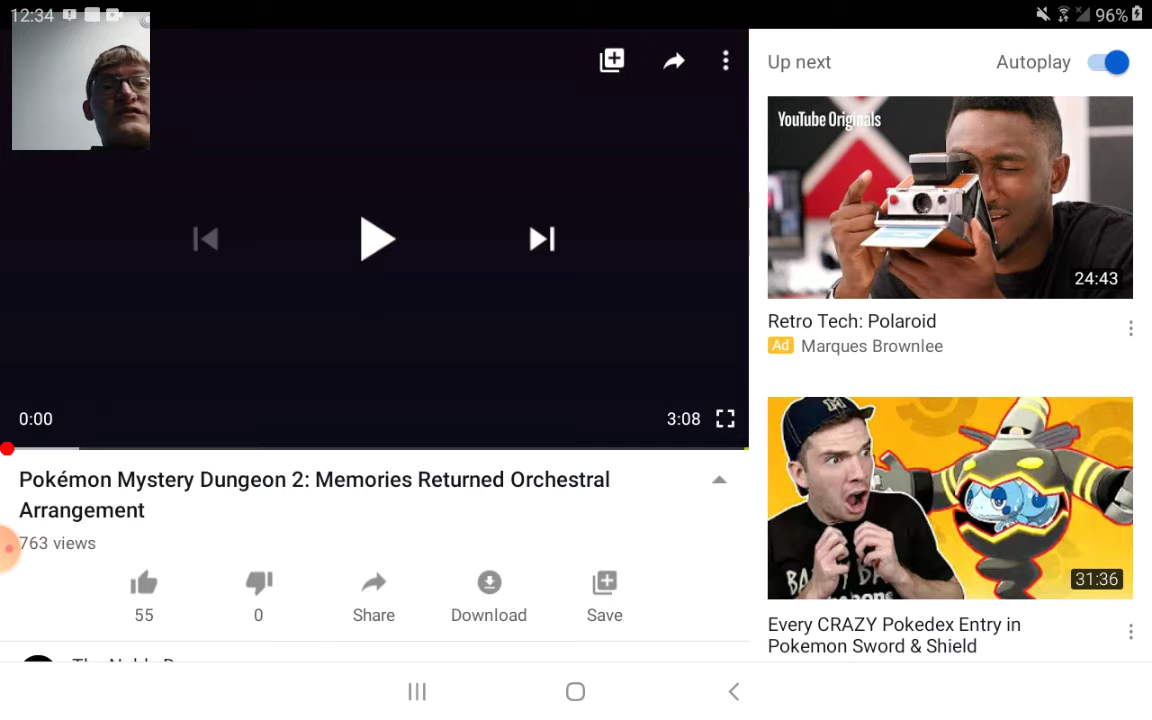 12:34
96%
Up next
Autoplay
YouTube Originals
24:43
Retro Tech: Polaroid
Ad Marques Brownlee
0:00
3:08
Pokémon Mystery Dungeon 2: Memories Returned Orchestral
Arrangement
763 views
55
0
Share
Download
Save
31:36
Every CRAZY Pokedex Entry in
Pokemon Sword & Shield